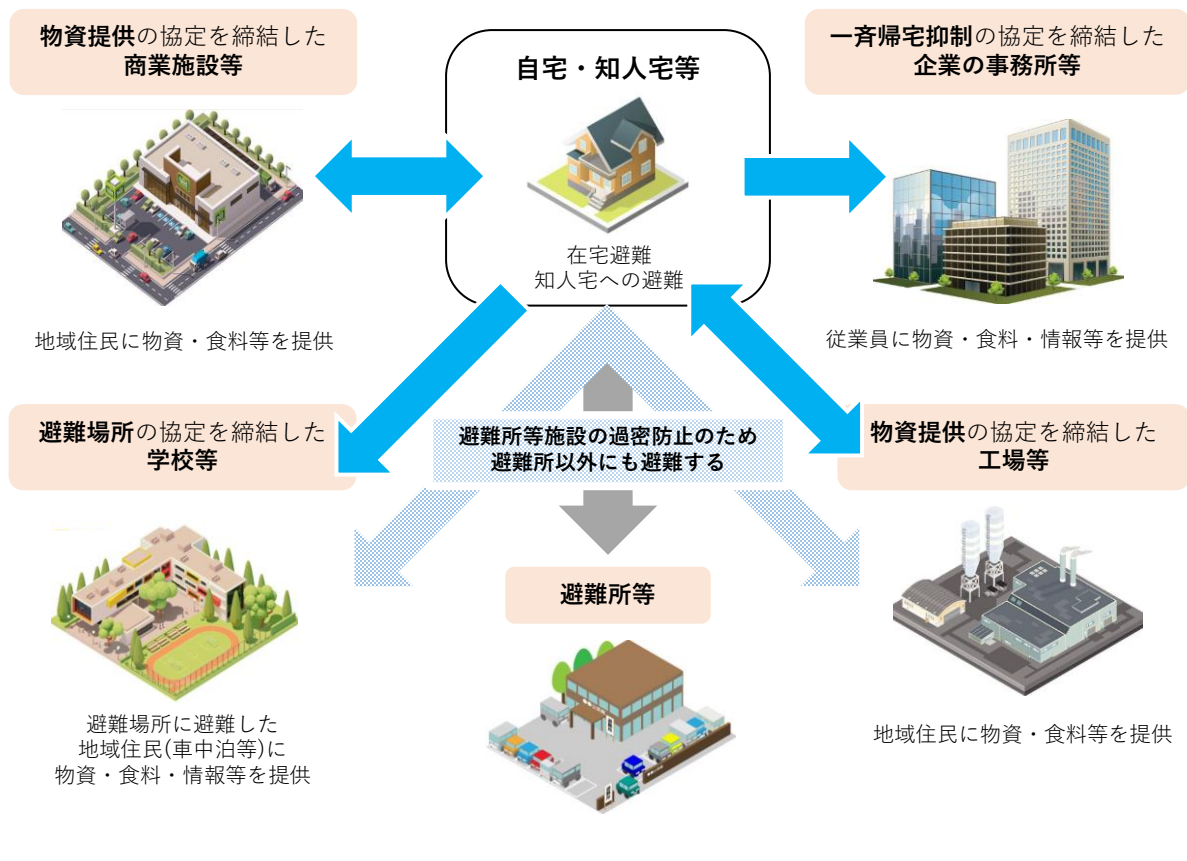 物資提供の協定を締結した
商業施設等
自宅・知人宅等
一斉帰宅抑制の協定を締結した
企業の事務所等
在宅避難
知人宅への避難
地域住民に物資・食料等を提供
従業員に物資・食料・情報等を提供
避難場所の協定を締結した
学校等
避難所等施設の過密防止のため
避難所以外にも避難する
物資提供の協定を締結した
工場等
避難所等
避難場所に避難した
地域住民(車中泊等)に
物資・食料・情報等を提供
地域住民に物資・食料等を提供